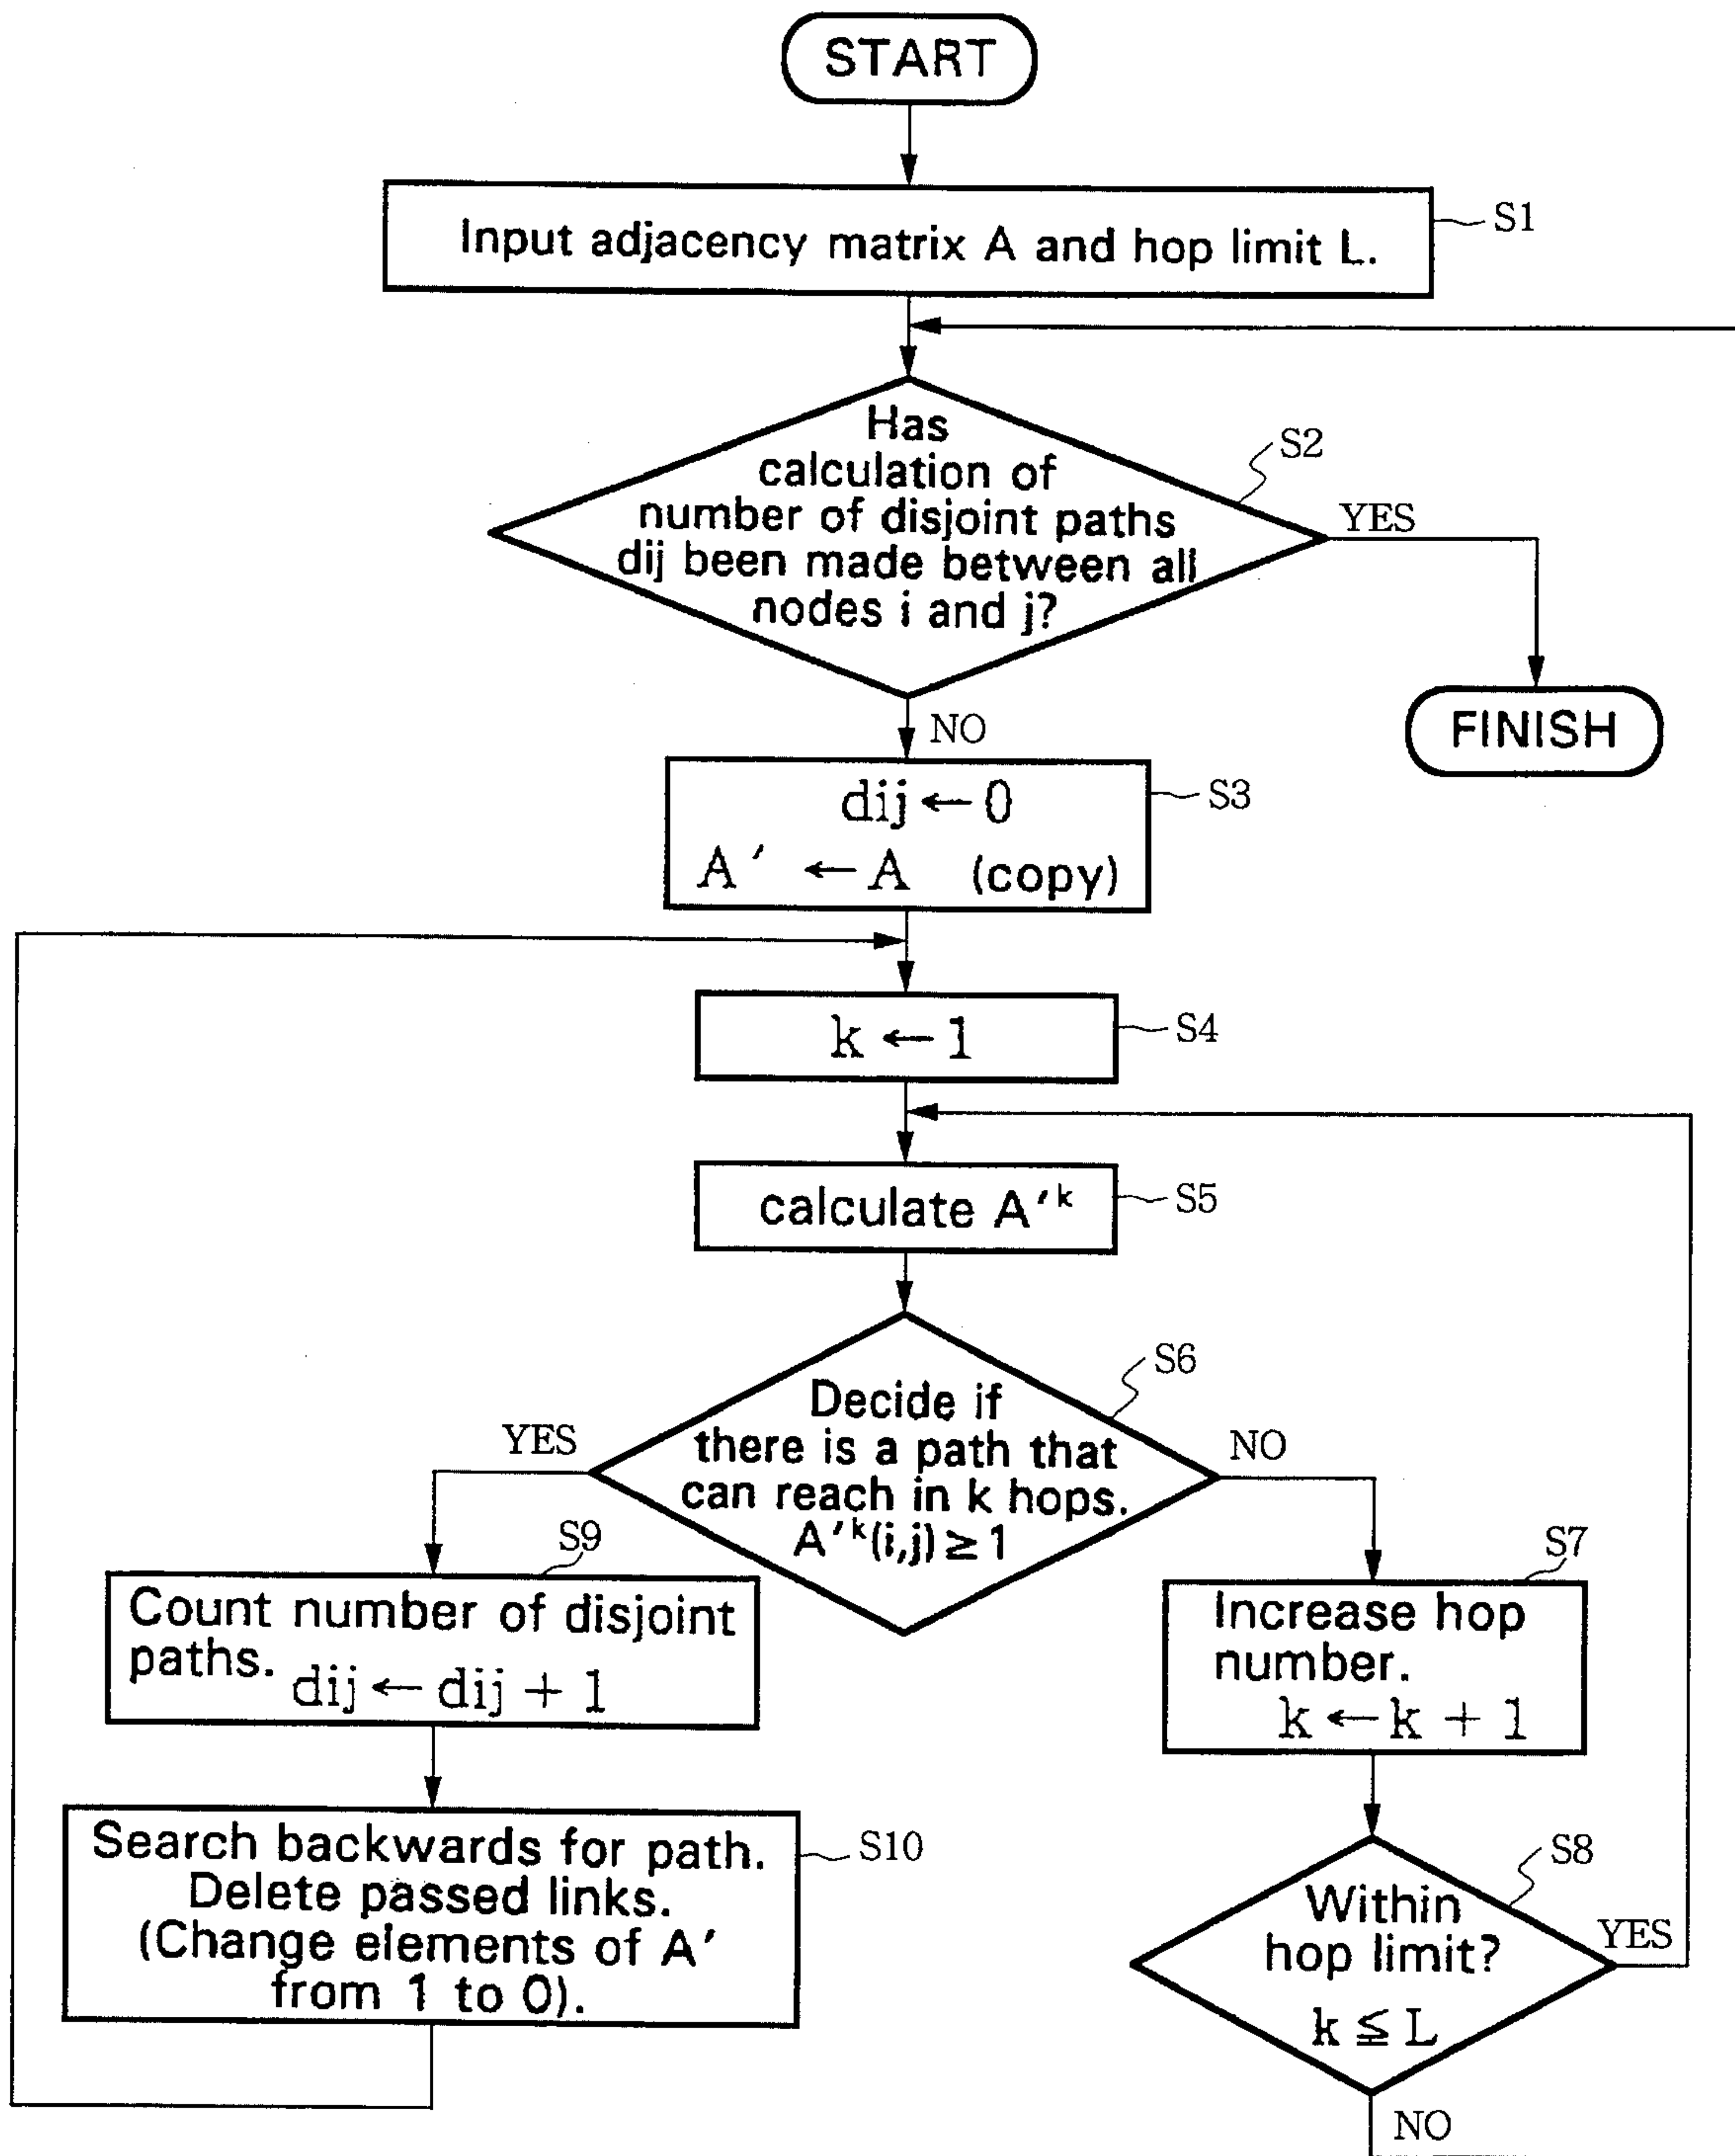 START
Input adjacency matrix A and hop limit L.
S1
Has
calculation of
number of disjoint paths
dij been made between all
nodes i and j?
S2
YES
FINISH
NO
dij ← 0
A' ← A (copy)
S3
k ← 1
S4
calculate A'ᵏ
S5
Decide if
there is a path that
can reach in k hops.
A'ᵏ(i,j) ≥ 1
S6
YES
NO
S9
Count number of disjoint
paths.
dij ← dij + 1
S7
Increase hop
number.
k ← k + 1
Search backwards for path.
Delete passed links.
(Change elements of A'
from 1 to 0).
S10
Within
hop limit?
k ≦ L
S8
YES
NO